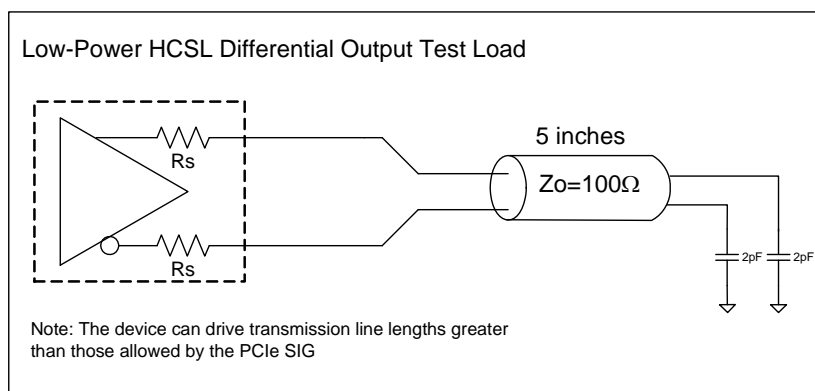 Low-Power HCSL Differential Output Test Load
Rs
Rs
5 inches
Zo=100Ω
2pF
2pF
Note: The device can drive transmission line lengths greater
than those allowed by the PCIe SIG